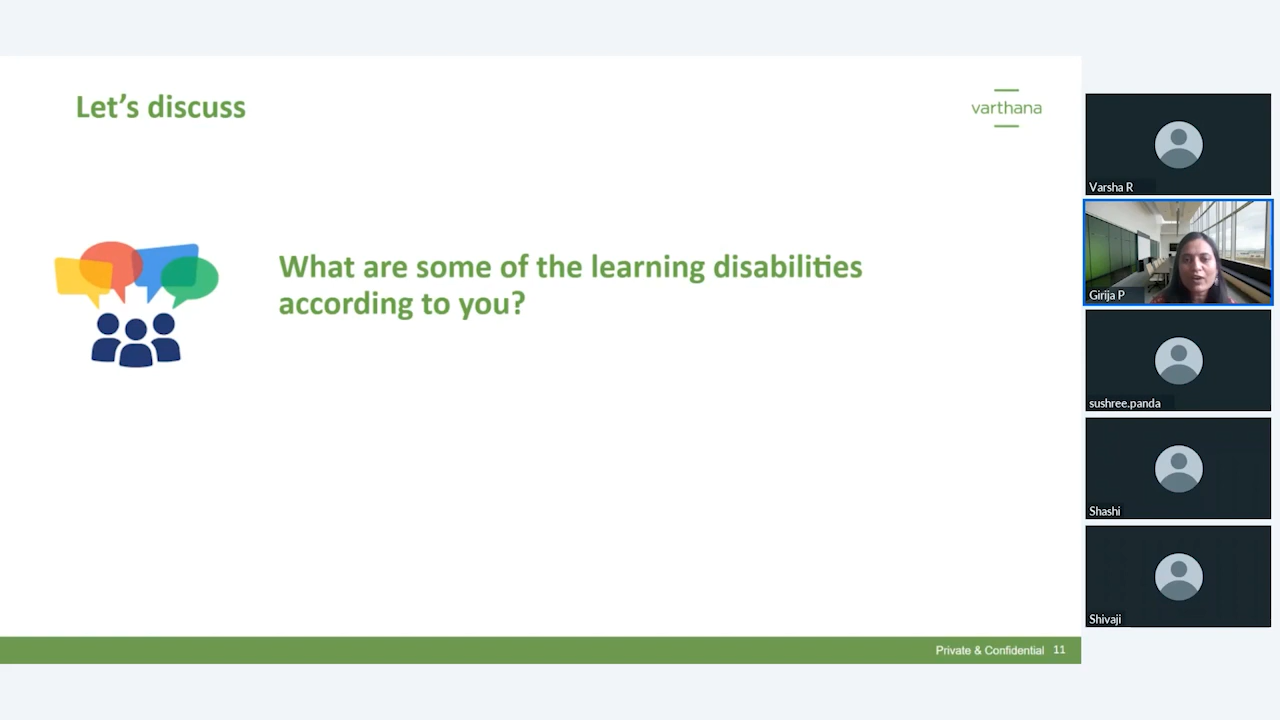 Let's discuss
varthana
What are some of the learning disabilities
according to you?
Private & Confidential 11
Varsha R
Girija P
sushree.panda
Shashi
Shivaji